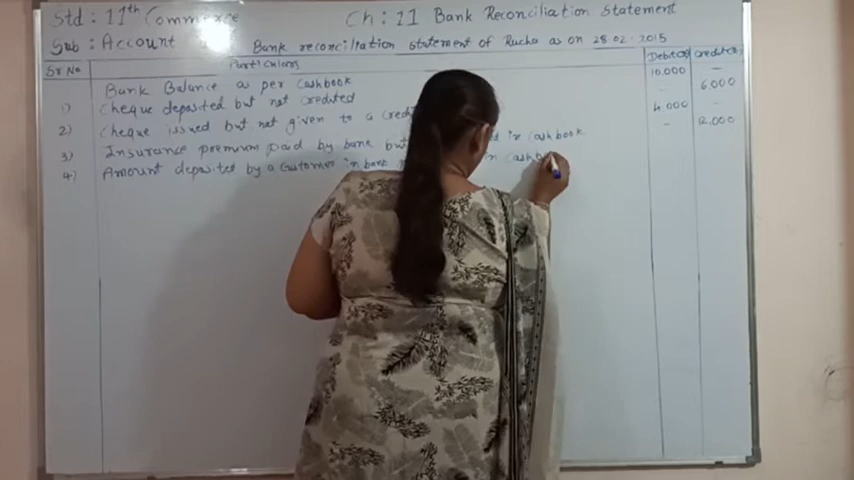 Std : 11th Commerce Ch : 11 Bank Reconciliation Statement
Sub : Account Bank reconciliation statement of Rucha as on 28.02.2015
Sr No Particulars Debit Credit
Bank Balance as per Cashbook 10.000 -
1) Cheque deposited but not credited - 6000
2) Cheque issued but not given to a 4.000 -
3) Insurance premium paid by bank but in cashbook - 12,000
4) Amount deposited by a customer in bank in cash